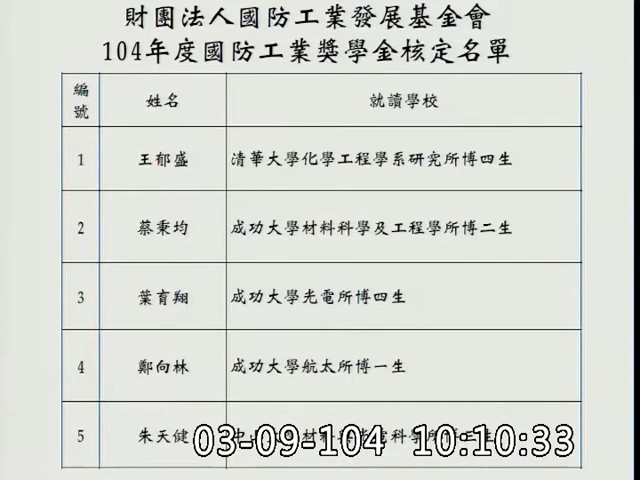 財團法人國防工業發展基金會
104年度國防工業獎學金核定名單
編號 姓名 就讀學校
1 王郁盛 清華大學化學工程學系研究所博四生
2 蔡秉均 成功大學材料科學及工程學所博二生
3 葉育翔 成功大學光電所博四生
4 鄭向林 成功大學航太所博一生
5 朱天健
03-09-104 10:10:33